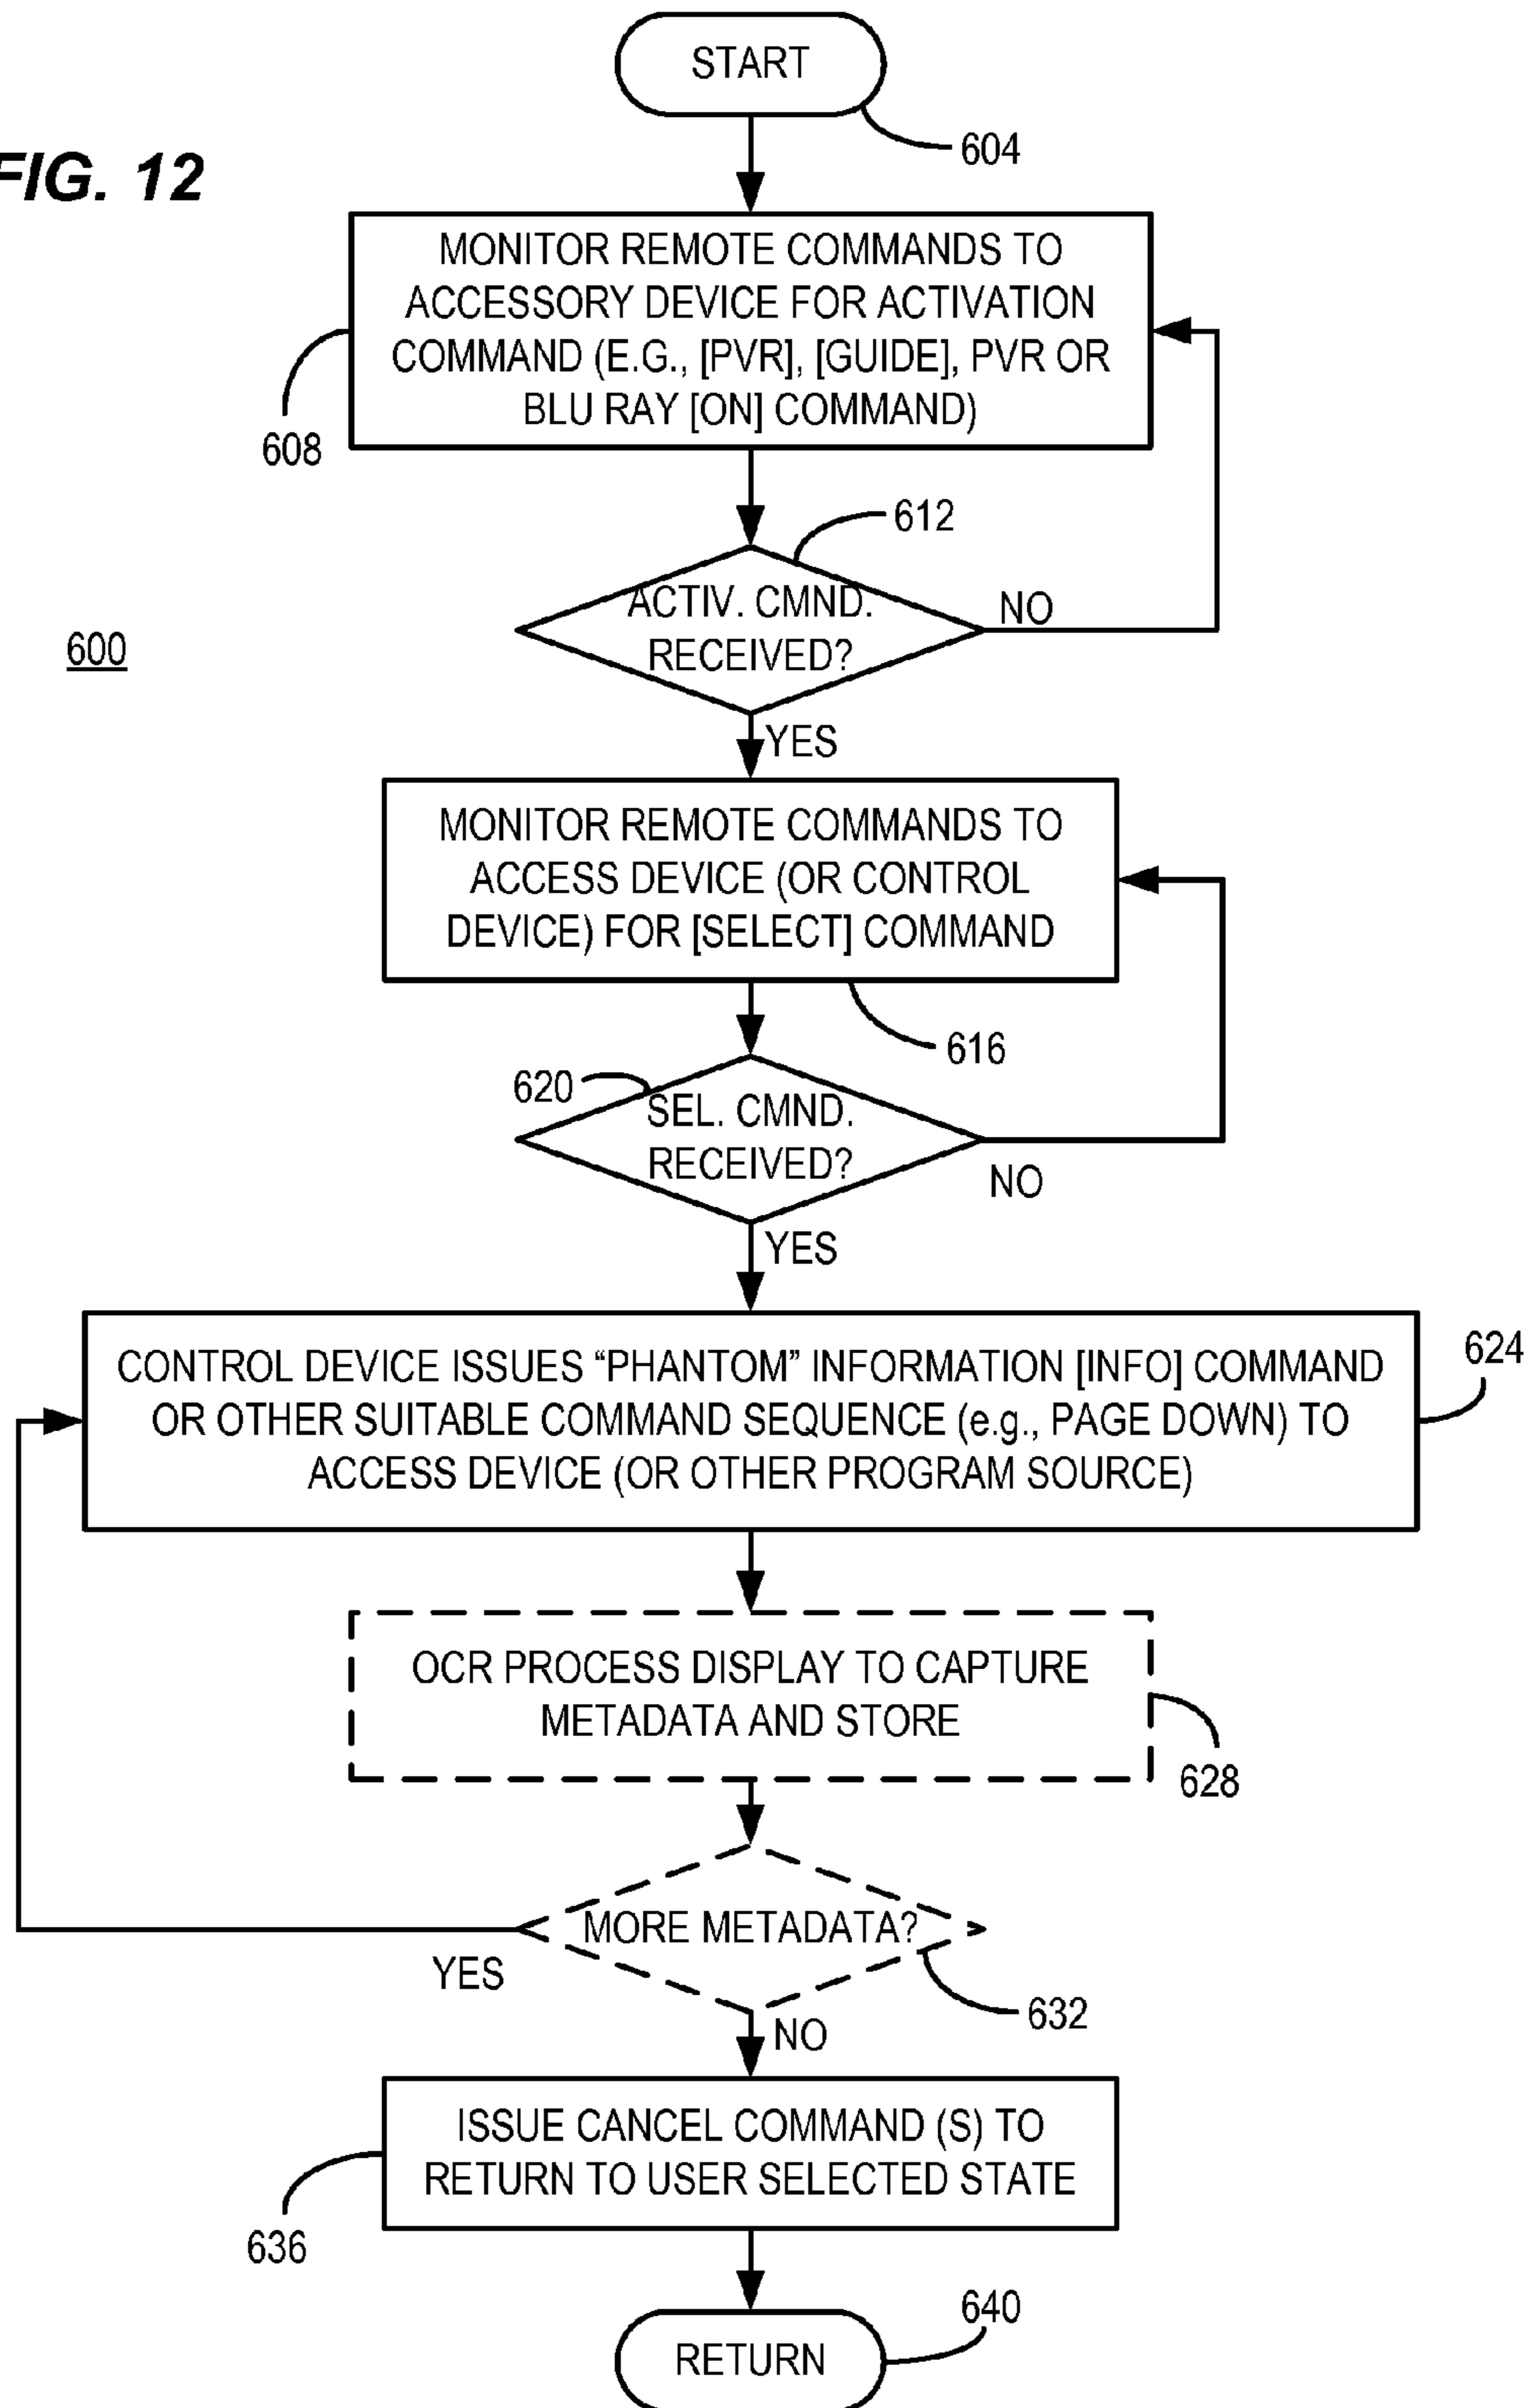 START
604
FIG. 12
MONITOR REMOTE COMMANDS TO
ACCESSORY DEVICE FOR ACTIVATION
COMMAND (E.G., [PVR], [GUIDE], PVR OR
BLU RAY [ON] COMMAND)
608
612
ACTIV. CMND.
RECEIVED?
NO
600
YES
MONITOR REMOTE COMMANDS TO
ACCESS DEVICE (OR CONTROL
DEVICE) FOR [SELECT] COMMAND
616
620
SEL. CMND.
RECEIVED?
NO
YES
CONTROL DEVICE ISSUES “PHANTOM” INFORMATION [INFO] COMMAND
OR OTHER SUITABLE COMMAND SEQUENCE (e.g., PAGE DOWN) TO
ACCESS DEVICE (OR OTHER PROGRAM SOURCE)
624
OCR PROCESS DISPLAY TO CAPTURE
METADATA AND STORE
628
MORE METADATA?
YES
632
NO
ISSUE CANCEL COMMAND (S) TO
RETURN TO USER SELECTED STATE
636
640
RETURN